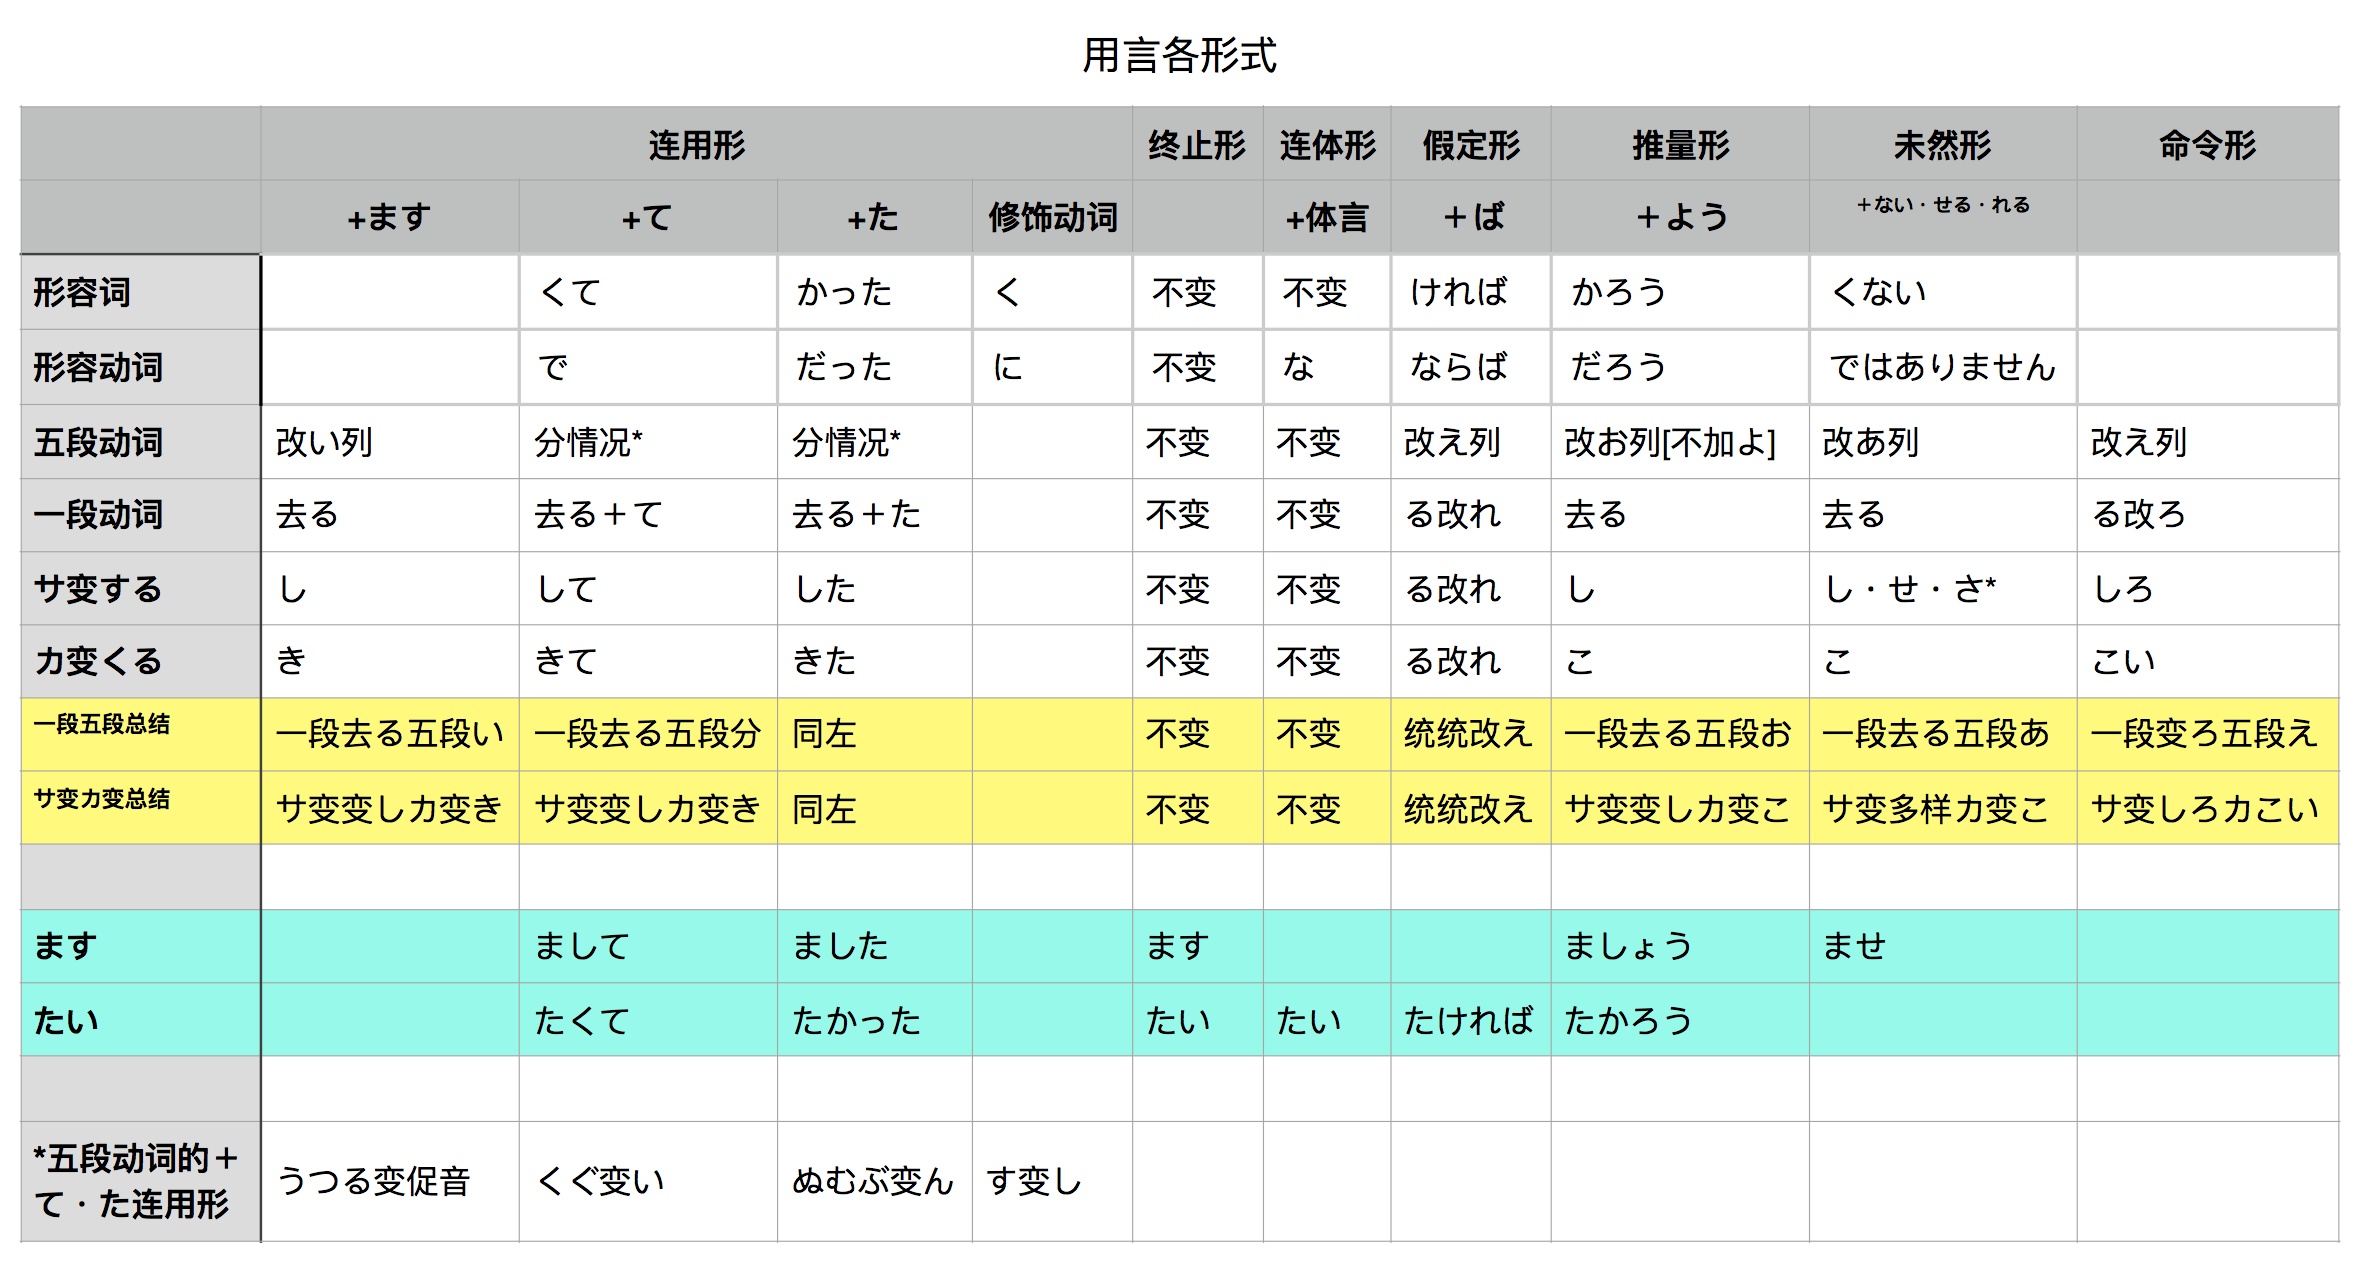 用言各形式
连用形 终止形 连体形 假定形 推量形 未然形 命令形
+ます +て +た 修饰动词 +体言 ＋ば ＋よう ＋ない・せる・れる
形容词 くて かった く 不变 不变 ければ かろう くない
形容动词 で だった に 不变 な ならば だろう ではありません
五段动词 改い列 分情况* 分情况* 不变 不变 改え列 改お列[不加よ] 改あ列 改え列
一段动词 去る 去る＋て 去る＋た 不变 不变 る改れ 去る 去る る改ろ
サ变する し して した 不变 不变 る改れ し し・せ・さ* しろ
カ变くる き きて きた 不变 不变 る改れ こ こ こい
一段五段总结 一段去る五段い 一段去る五段分 同左 不变 不变 统统改え 一段去る五段お 一段去る五段あ 一段变ろ五段え
サ变カ变总结 サ变变しカ变き サ变变しカ变き 同左 不变 不变 统统改え サ变变しカ变こ サ变多样カ变こ サ变しろカこい
ます まして ました ます ましょう ませ
たい たくて たかった たい たい たければ たかろう
*五段动词的＋
て・た连用形 うつる变促音 くぐ变い ぬむぶ变ん す变し